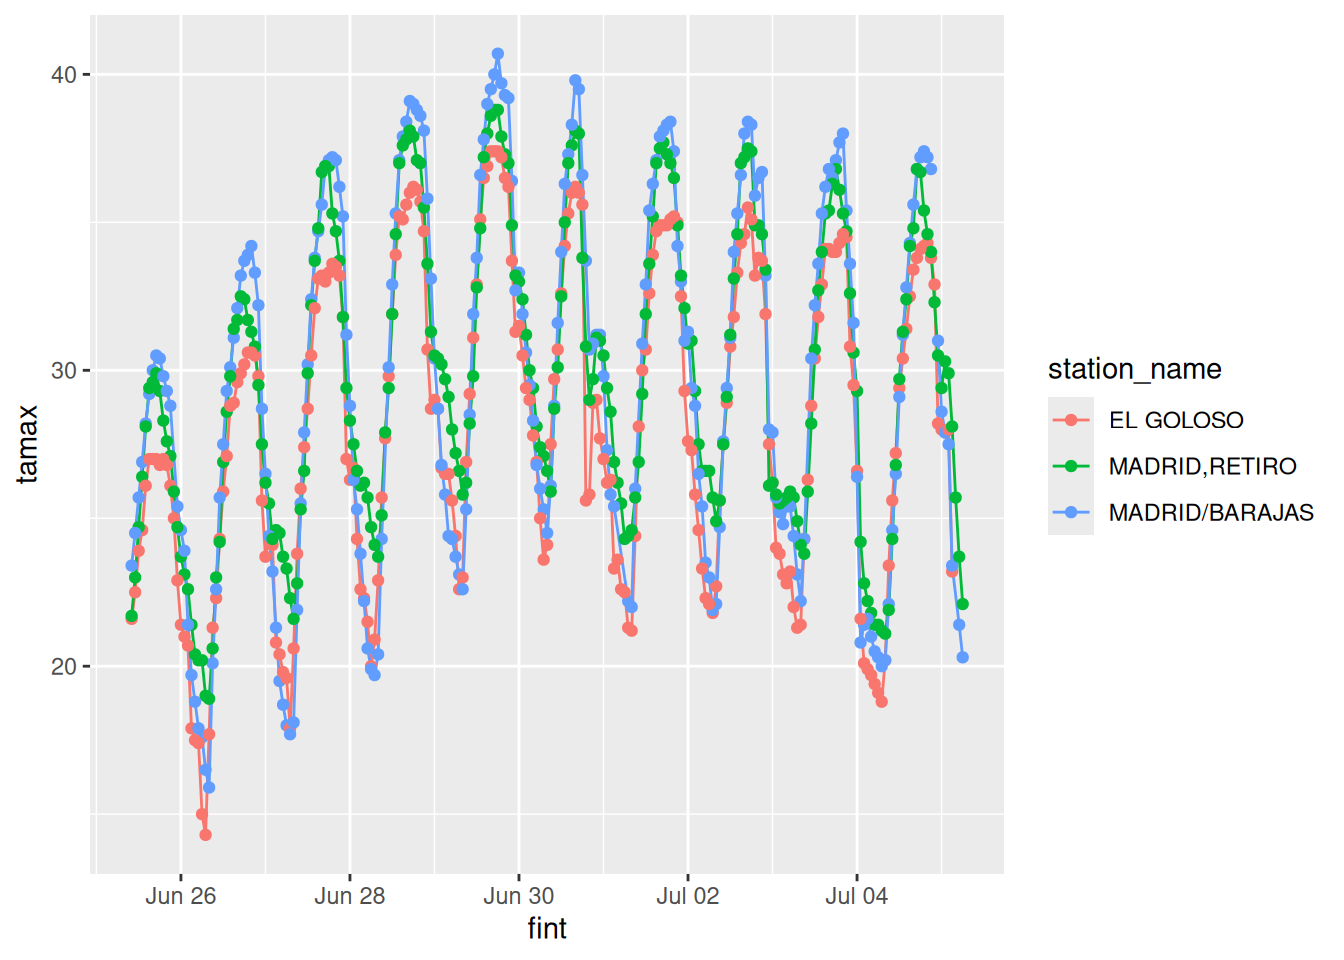 40
30
20
tamax
Jun 26
Jun 28
Jun 30
Jul 02
Jul 04
fint
station_name
EL GOLOSO
MADRID,RETIRO
MADRID/BARAJAS